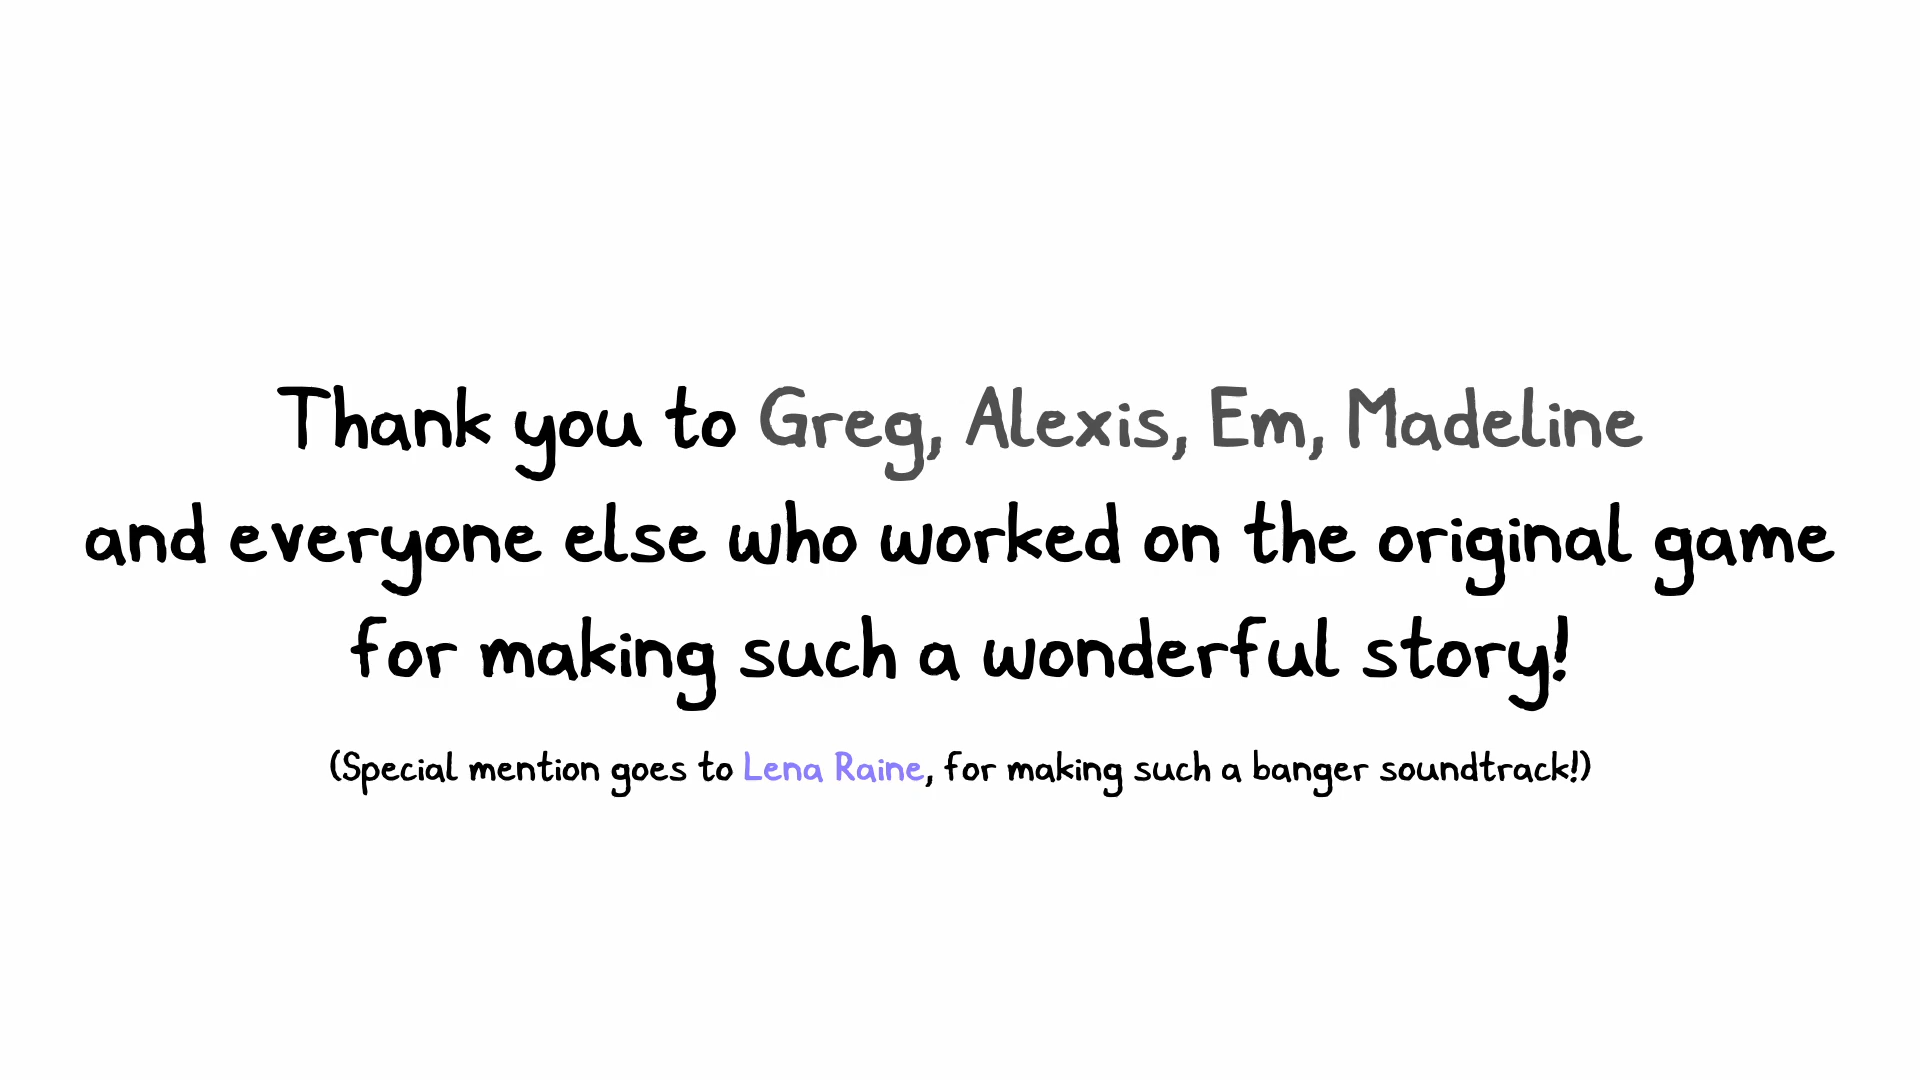 Thank you to Greg, Alexis, Em, Madeline
and everyone else who worked on the original game
for making such a wonderful story!
(Special mention goes to Lena Raine, for making such a banger soundtrack!)